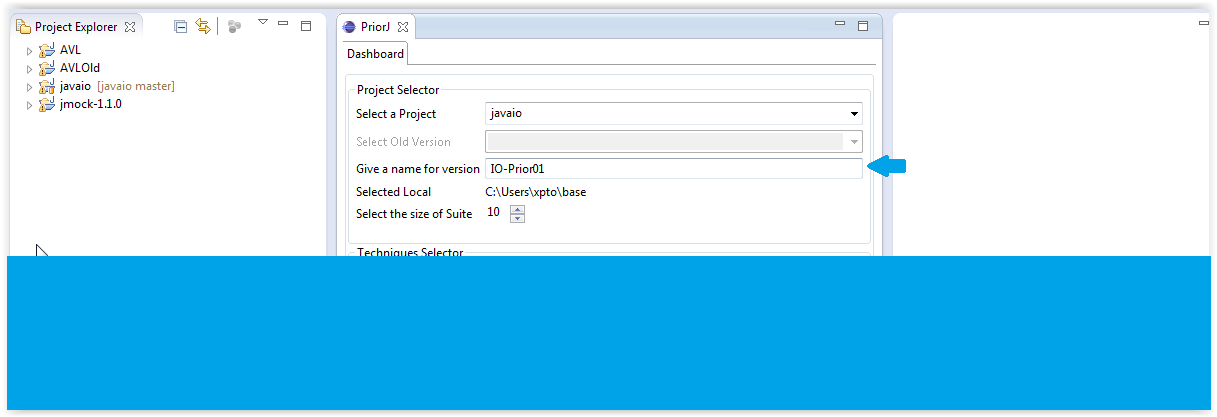 Project Explorer
AVL
AVLOld
javaio [javaio master]
jmock-1.1.0
PriorJ
Dashboard
Project Selector
Select a Project javaio
Select Old Version
Give a name for version IO-Prior01
Selected Local C:\Users\xpto\base
Select the size of Suite 10
Techniques Selector